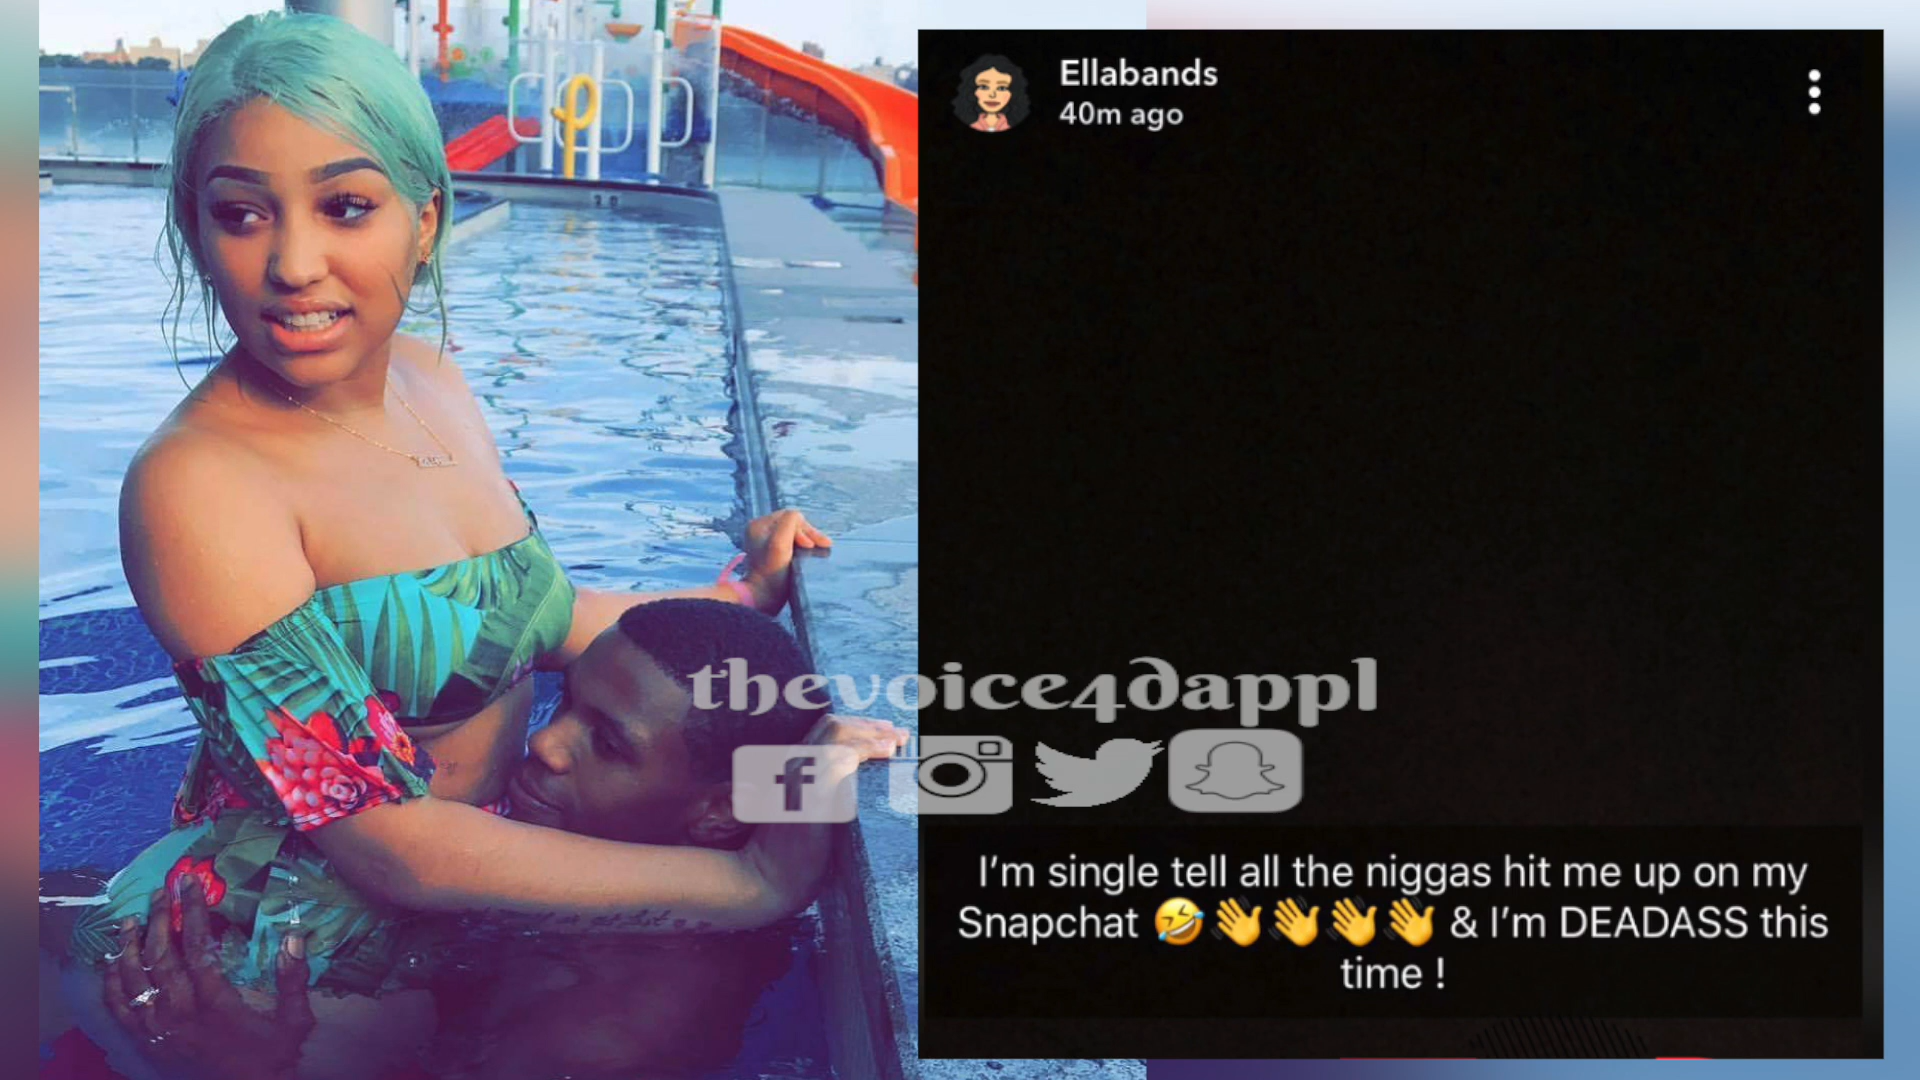 Ellabands
40m ago
thevoice4dappl
I'm single tell all the niggas hit me up on my
Snapchat 🤣👋👋👋👋 & I'm DEADASS this
time !